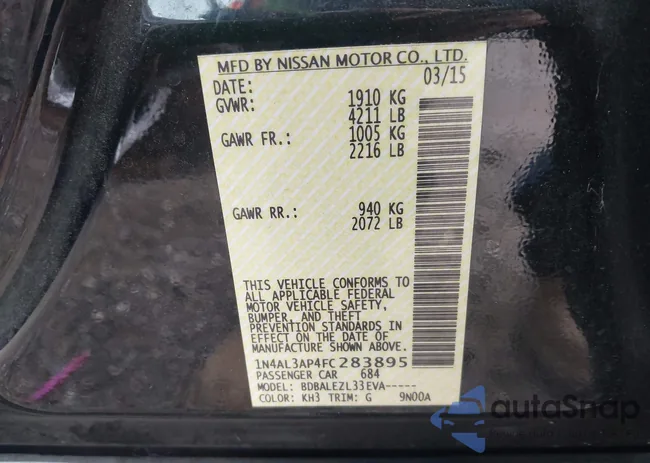 MFD BY NISSAN MOTOR CO., LTD.
DATE: 03/15
GVWR: 1910 KG
4211 LB
GAWR FR.: 1005 KG
2216 LB
GAWR RR.: 940 KG
2072 LB
THIS VEHICLE CONFORMS TO
ALL APPLICABLE FEDERAL
MOTOR VEHICLE SAFETY,
BUMPER, AND THEFT
PREVENTION STANDARDS IN
EFFECT ON THE DATE OF
MANUFACTURE SHOWN ABOVE.
1N4AL3AP4FC283895
PASSENGER CAR 684
MODEL: BDBALEZL33EVA-----
COLOR: KH3 TRIM: G 9N00A
autoSnap